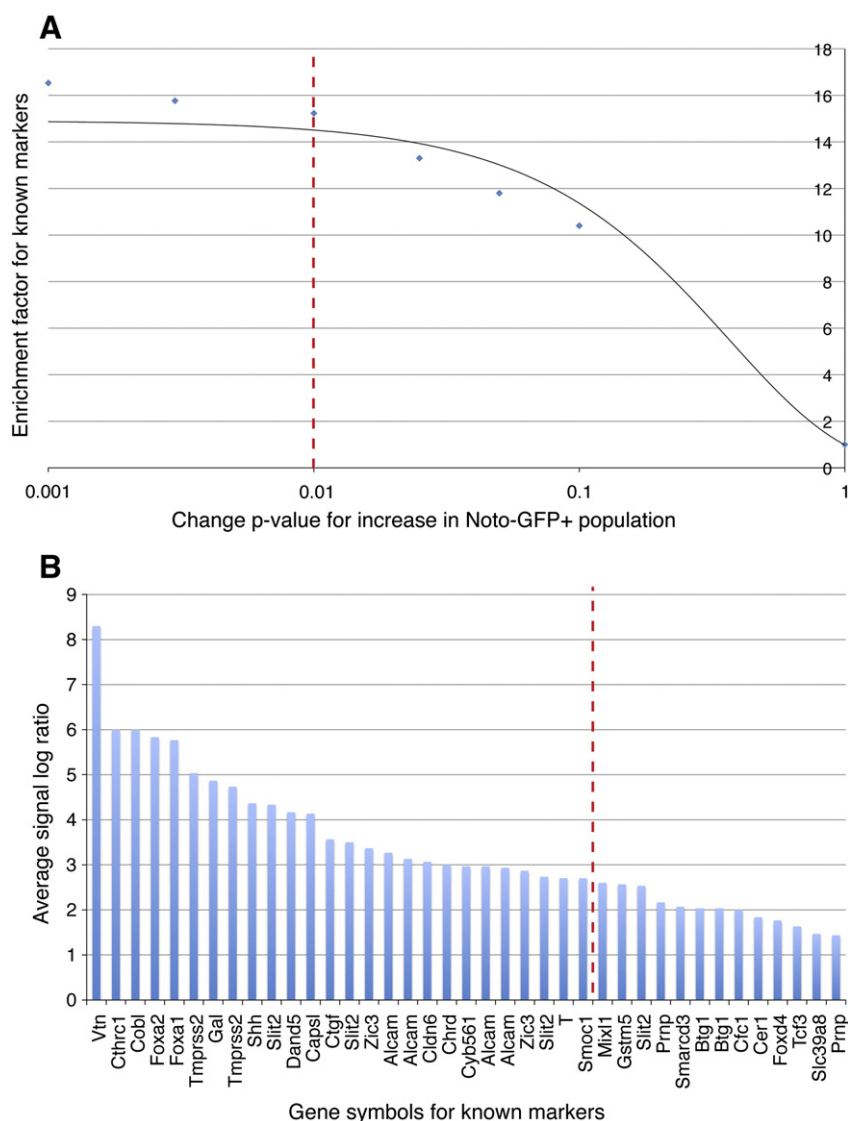 A
18
16
14
12
10
8
6
4
2
0
Enrichment factor for known markers
0.001 0.01 0.1 1
Change p-value for increase in Noto-GFP+ population
B
9
8
7
6
5
4
3
2
1
0
Average signal log ratio
Vtn
Cthrc1
Cobl
Foxa2
Foxa1
Tmprss2
Gal
Tmprss2
Shh
Slit2
Dand5
Capsl
Ctgf
Slit2
Zic3
Alcam
Alcam
Cldn6
Chrd
Cyb561
Alcam
Alcam
Zic3
Slit2
T
Smoc1
Mixl1
Gstm5
Slit2
Prnp
Smarcd3
Btg1
Btg1
Cfc1
Cer1
Foxd4
Tcf3
Slc39a8
Prnp
Gene symbols for known markers